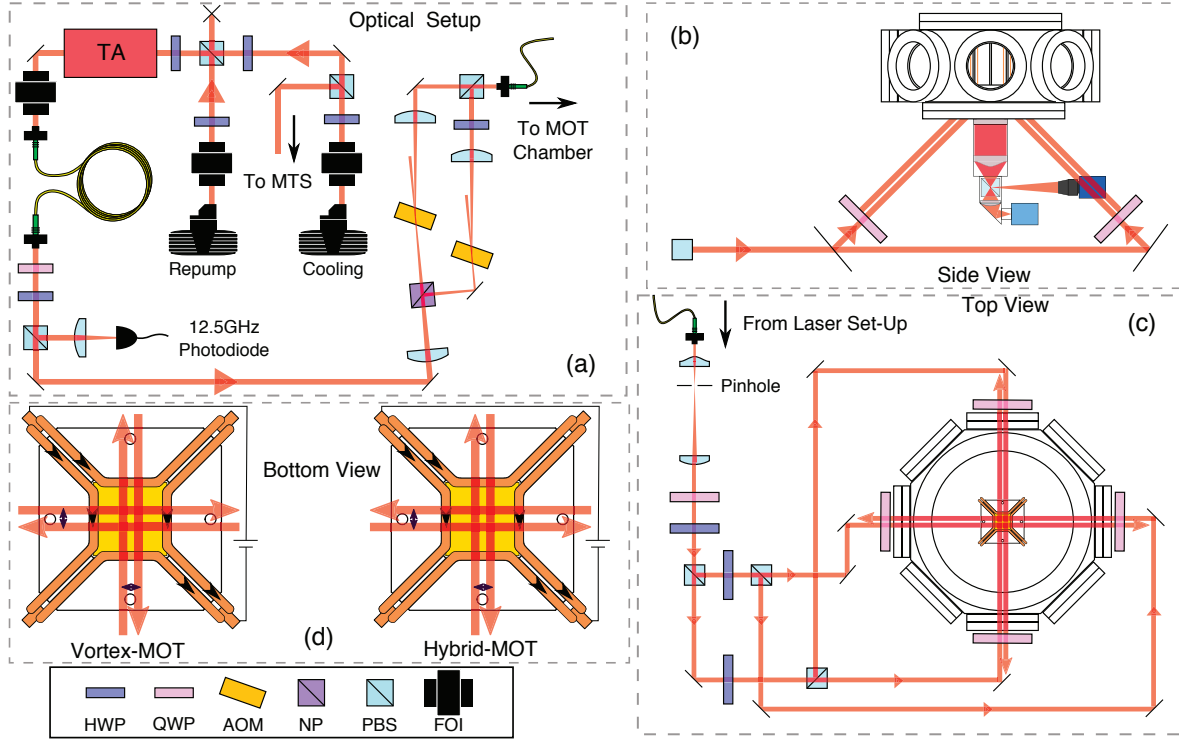 Optical Setup
TA
To MOT
Chamber
To MTS
Repump
Cooling
12.5GHz
Photodiode
(a)
(b)
Side View
Top View
(c)
From Laser Set-Up
Pinhole
Bottom View
(d)
Vortex-MOT
Hybrid-MOT
HWP
QWP
AOM
NP
PBS
FOI